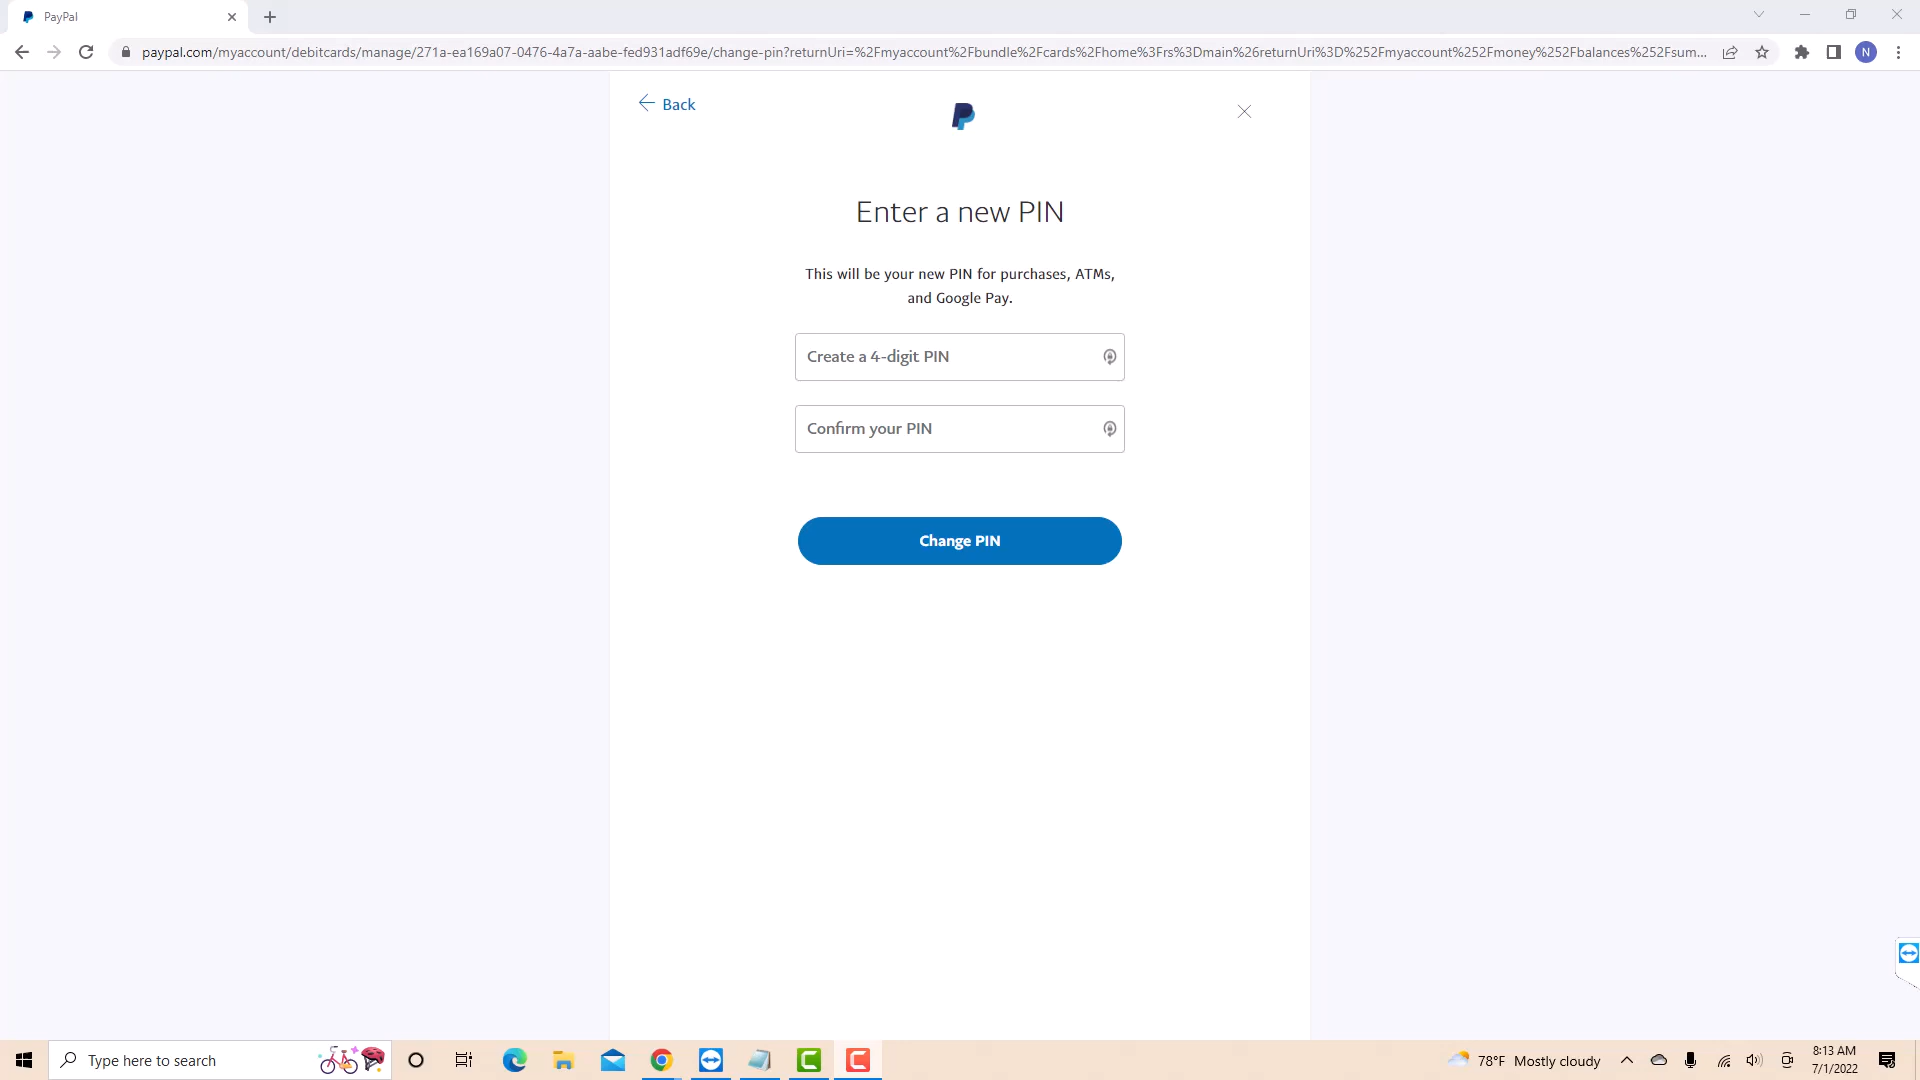 PayPal
paypal.com/myaccount/debitcards/manage/271a-ea169a07-0476-4a7a-aabe-fed931adf69e/change-pin?returnUri=%2Fmyaccount%2Fbundle%2Fcards%2Fhome%3Frs%3Dmain%26returnUri%3D%252Fmyaccount%252Fmoney%252Fbalances%252Fsum...
N
Back
Enter a new PIN
This will be your new PIN for purchases, ATMs,
and Google Pay.
Create a 4-digit PIN
Confirm your PIN
Change PIN
Type here to search
78°F Mostly cloudy
8:13 AM
7/1/2022